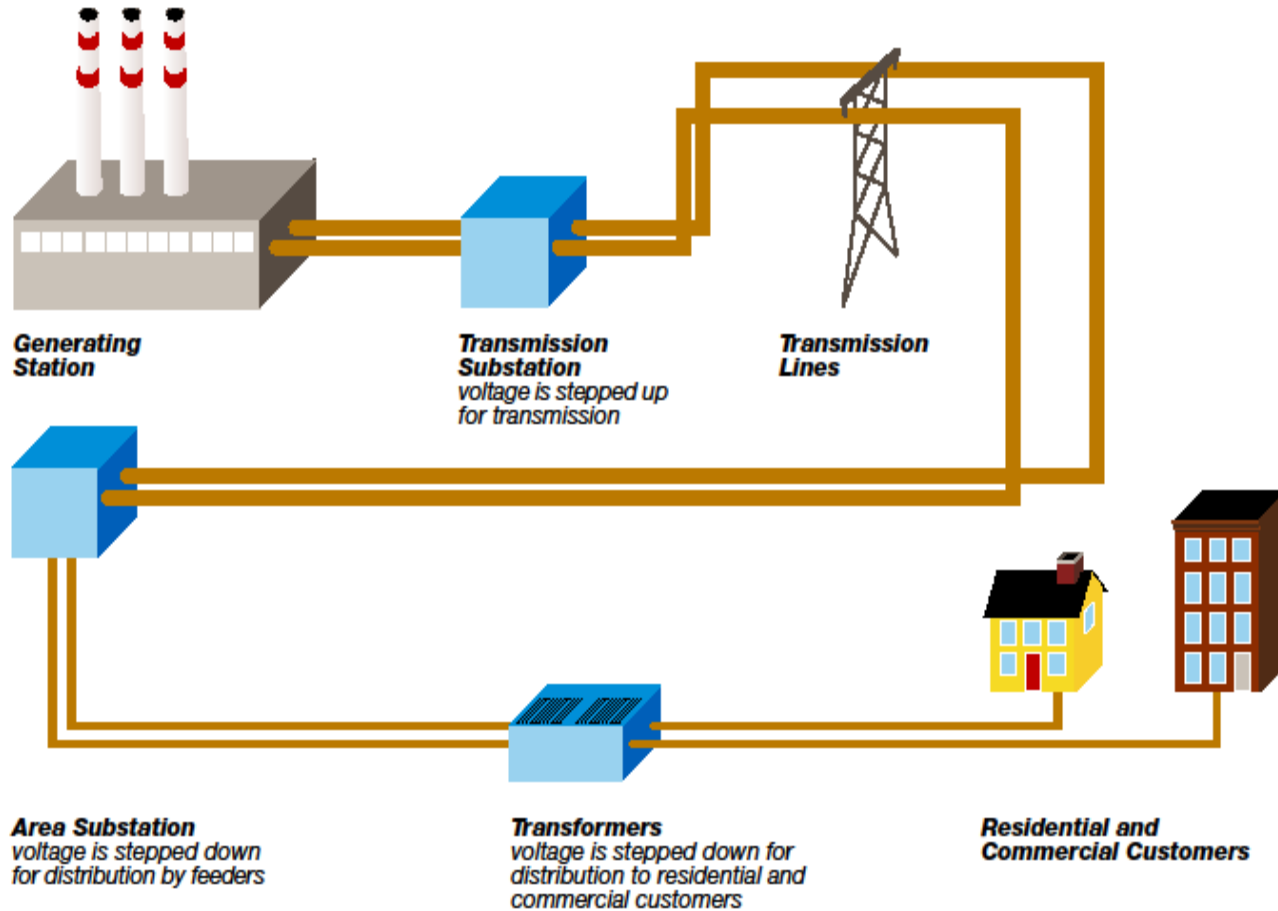 Generating
Station
Transmission
Substation
voltage is stepped up
for transmission
Transmission
Lines
Area Substation
voltage is stepped down
for distribution by feeders
Transformers
voltage is stepped down for
distribution to residential and
commercial customers
Residential and
Commercial Customers